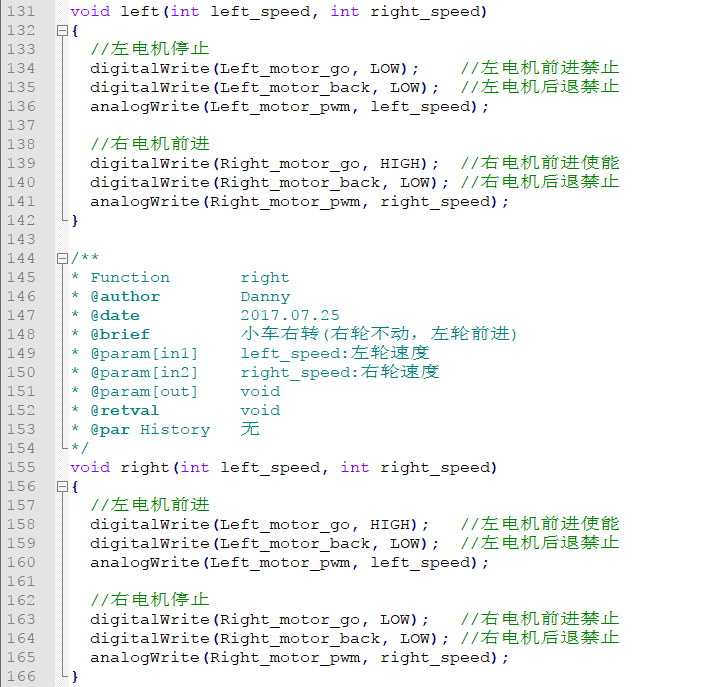 131 void left(int left_speed, int right_speed)
132 {
133   //左电机停止
134   digitalWrite(Left_motor_go, LOW);    //左电机前进禁止
135   digitalWrite(Left_motor_back, LOW);  //左电机后退禁止
136   analogWrite(Left_motor_pwm, left_speed);
137
138   //右电机前进
139   digitalWrite(Right_motor_go, HIGH);  //右电机前进使能
140   digitalWrite(Right_motor_back, LOW); //右电机后退禁止
141   analogWrite(Right_motor_pwm, right_speed);
142 }
143
144 /**
145 * Function       right
146 * @author        Danny
147 * @date          2017.07.25
148 * @brief         小车右转(右轮不动，左轮前进)
149 * @param[in1]    left_speed:左轮速度
150 * @param[in2]    right_speed:右轮速度
151 * @param[out]    void
152 * @retval        void
153 * @par History   无
154 */
155 void right(int left_speed, int right_speed)
156 {
157   //左电机前进
158   digitalWrite(Left_motor_go, HIGH);   //左电机前进使能
159   digitalWrite(Left_motor_back, LOW);  //左电机后退禁止
160   analogWrite(Left_motor_pwm, left_speed);
161
162   //右电机停止
163   digitalWrite(Right_motor_go, LOW);   //右电机前进禁止
164   digitalWrite(Right_motor_back, LOW); //右电机后退禁止
165   analogWrite(Right_motor_pwm, right_speed);
166 }